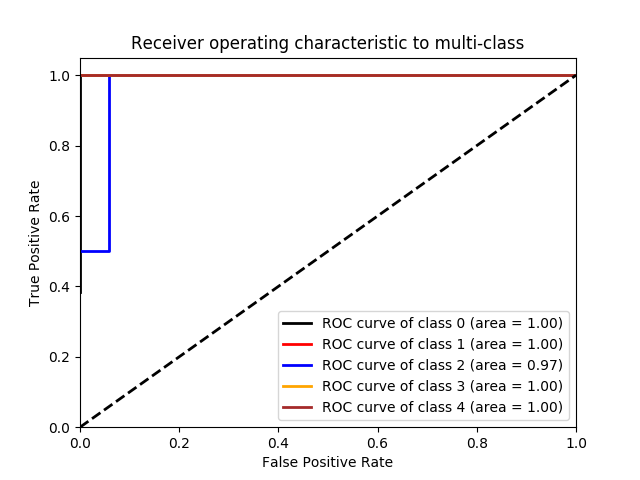 Receiver operating characteristic to multi-class
1.0
0.8
0.6
0.4
0.2
0.0
True Positive Rate
ROC curve of class 0 (area = 1.00)
ROC curve of class 1 (area = 1.00)
ROC curve of class 2 (area = 0.97)
ROC curve of class 3 (area = 1.00)
ROC curve of class 4 (area = 1.00)
0.0 0.2 0.4 0.6 0.8 1.0
False Positive Rate